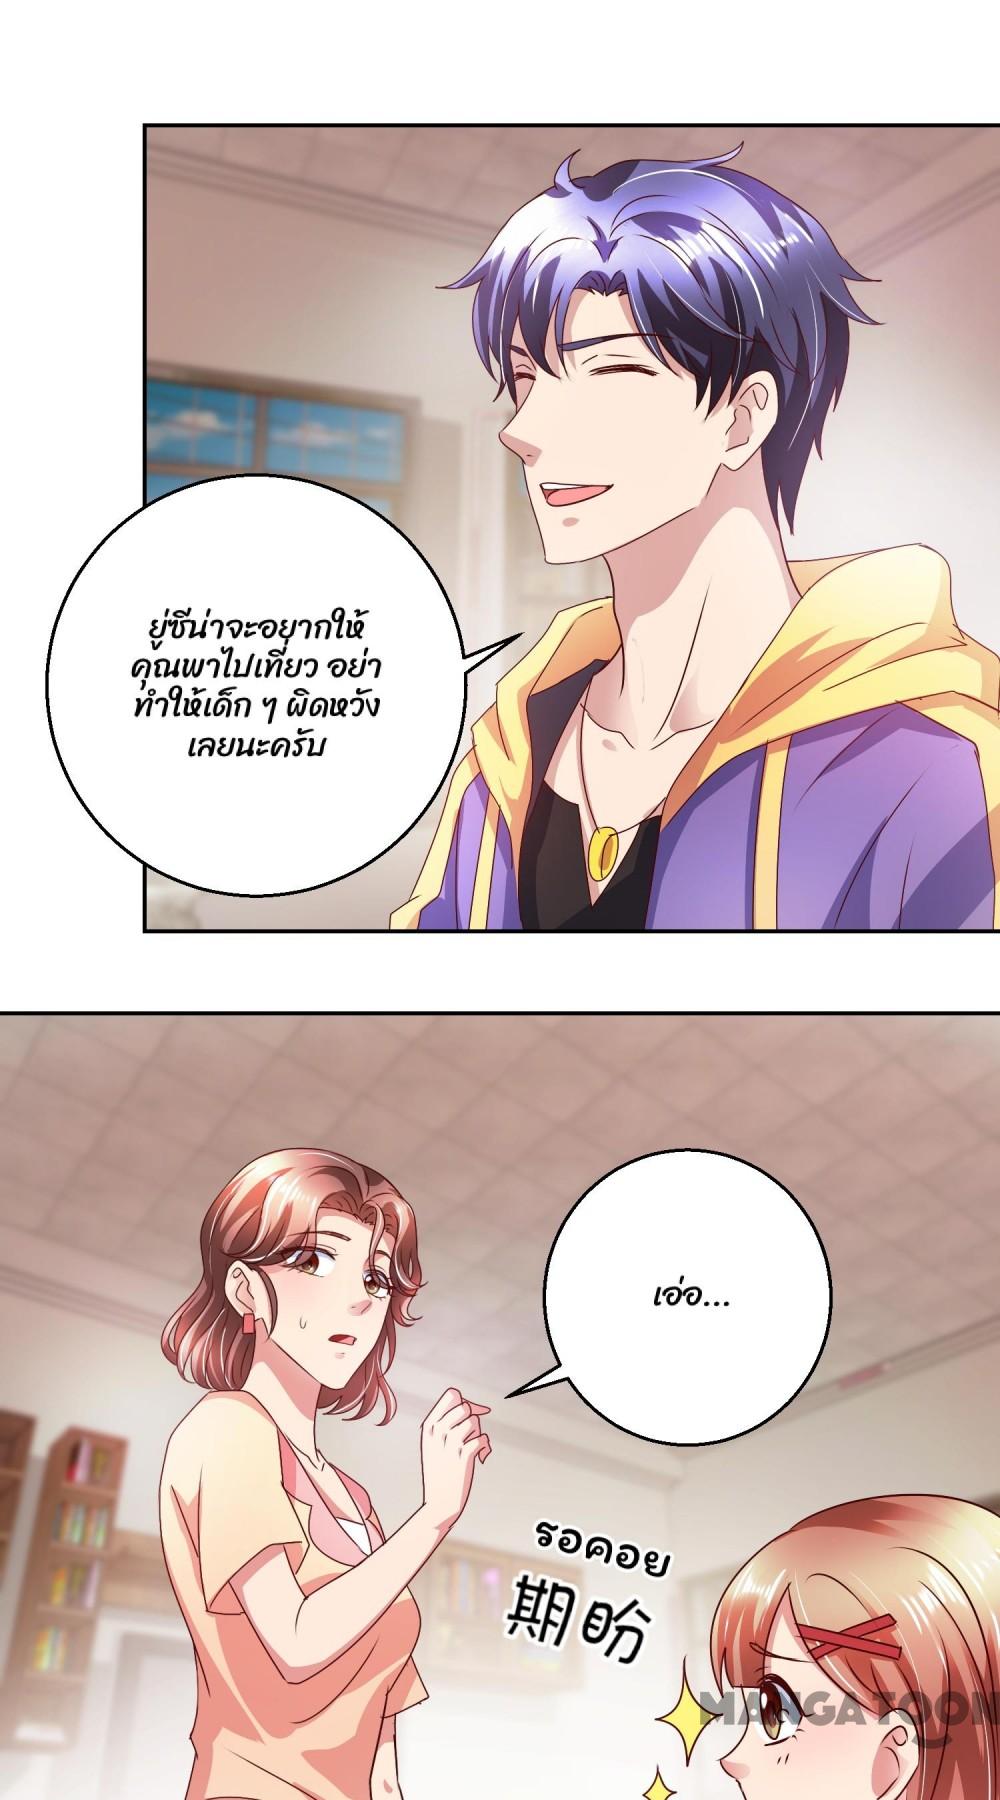 ยู่ซีน่าจะอยากให้
คุณพาไปเที่ยว อย่า
ทำให้เด็ก ๆ ผิดหวัง
เลยนะครับ
เอ่อ...
รอคอย
期盼
MANGATOON